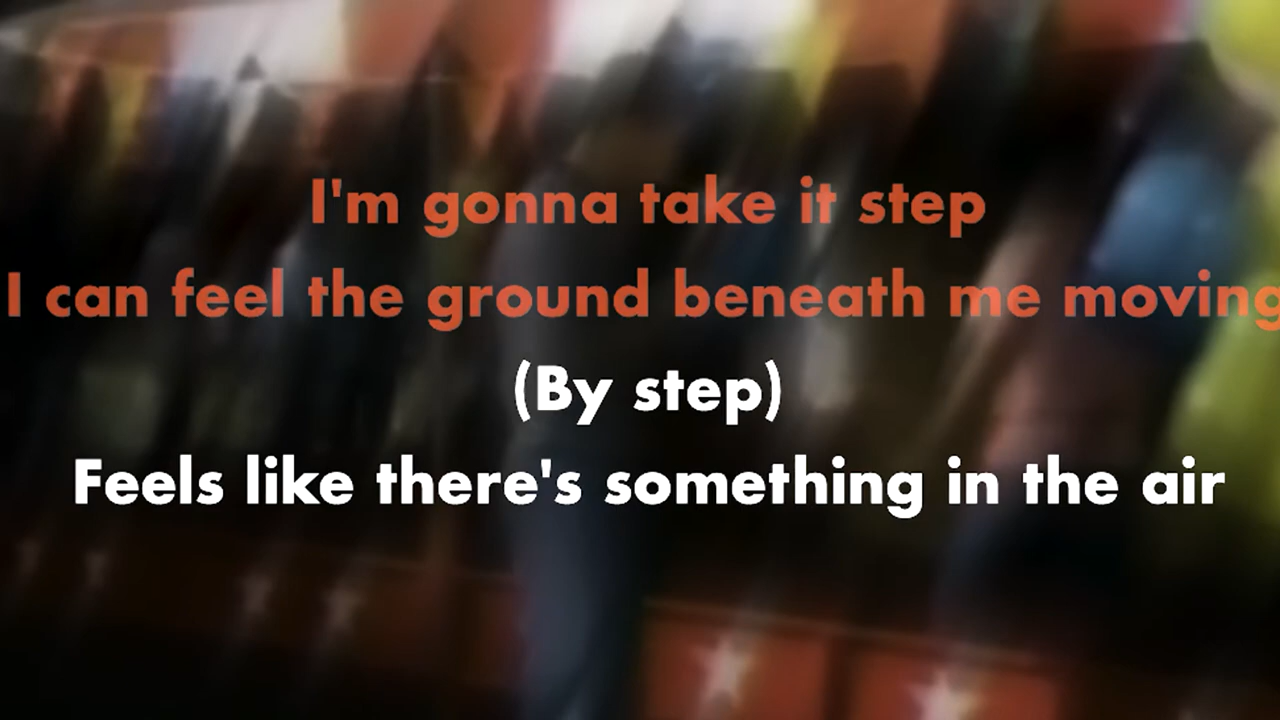 I'm gonna take it step
I can feel the ground beneath me moving
(By step)
Feels like there's something in the air